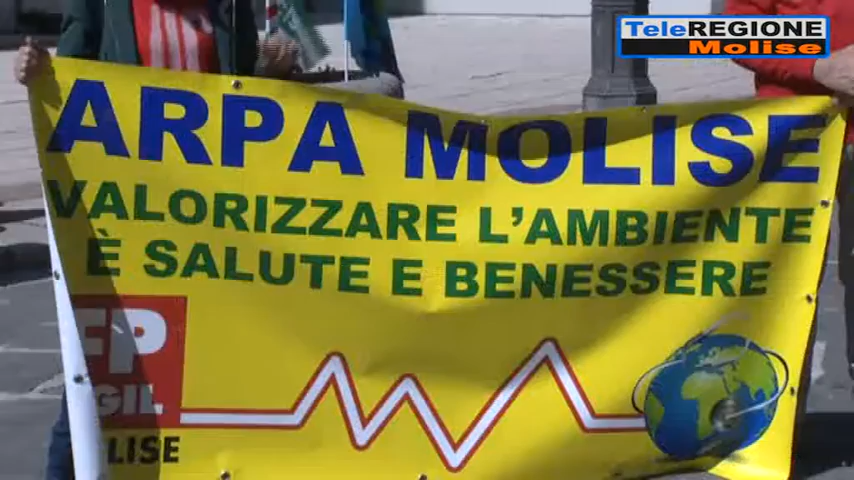 TeleREGIONE
Molise
ARPA MOLISE
VALORIZZARE L'AMBIENTE
È SALUTE E BENESSERE
FP
GIL
LISE